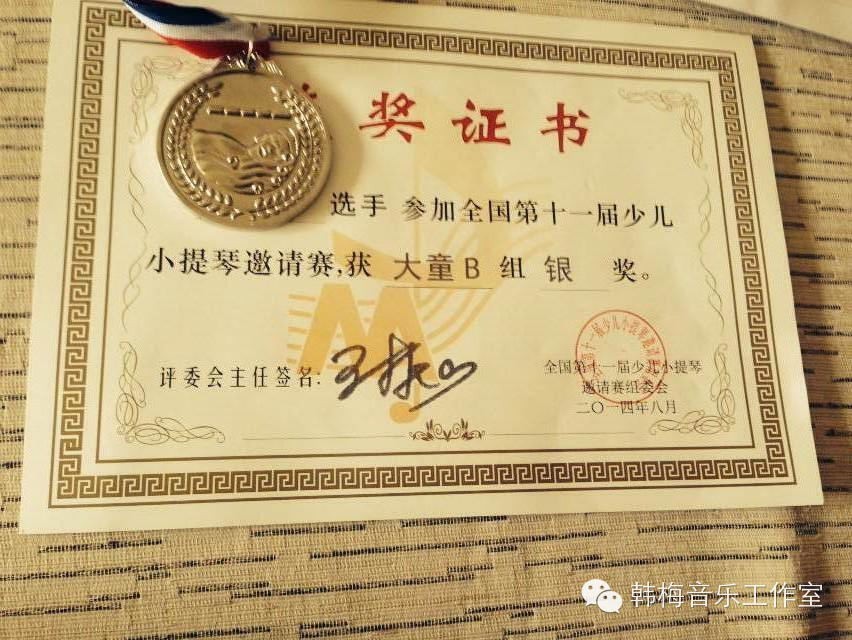 奖证书
选手 参加全国第十一届少儿
小提琴邀请赛,获 大童B 组 银 奖。
评委会主任签名:
全国第十一届少儿小提琴
邀请赛组委会
二〇一四年八月
韩梅音乐工作室